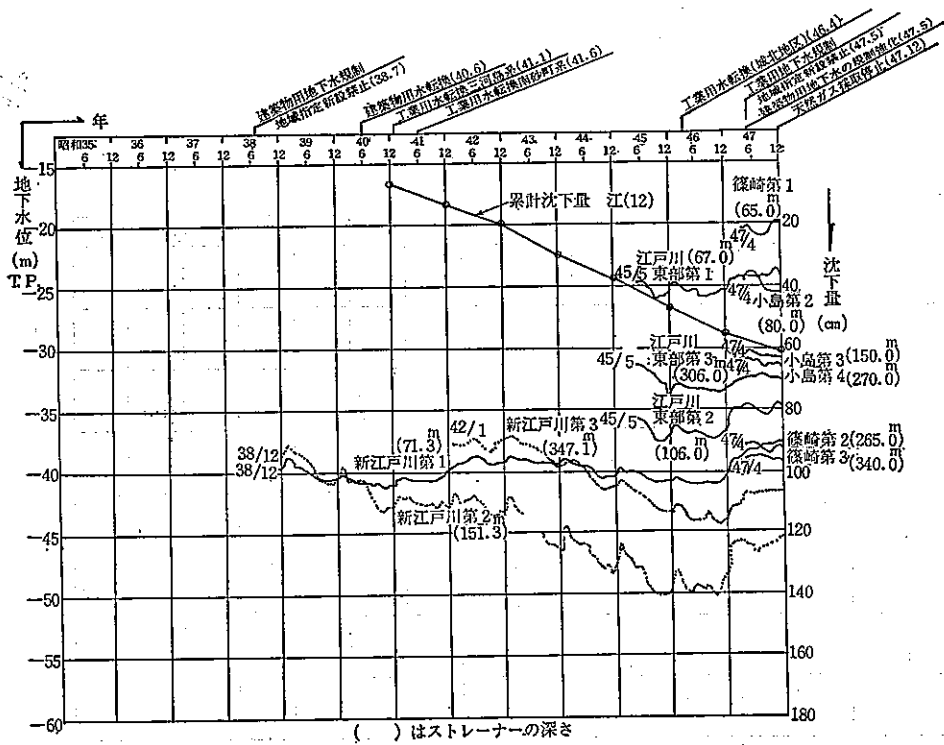 建築物用地下水規制
地域指定新設禁止(38.7)
建築物用水転換(40.6)
工業用水転換三河島系(41.1)
工業用水転換南砂町系(41.6)
工業用水転換(城北地区)(46.4)
工業用地下水規制
地域指定新設禁止(47.5)
建築物用地下水の規制強化(47.5)
天然ガス採取停止(47.12)
年
昭和35 36 37 38 39 40 41 42 43 44 45 46 47
6 12 6 12 6 12 6 12 6 12 6 12 6 12 6 12 6 12 6 12 6 12 6 12 6 12
地下水位(m)
T.P.
-15
-20
-25
-30
-35
-40
-45
-50
-55
-60
沈下量(cm)
20
40
60
80
100
120
140
160
180
累計沈下量 江(12)
篠崎第1
(65.0)m
47/4
江戸川(67.0)m
45/5 東部第1
47/4
小島第2
(80.0)m
江戸川
45/5 東部第3
(306.0)m
47/4
47/4
小島第3(150.0)m
小島第4(270.0)m
江戸川
45/5 東部第2
(106.0)m
47/4
篠崎第2(265.0)m
篠崎第3(340.0)m
47/4
38/12
38/12
新江戸川第1
(71.3)m
42/1
新江戸川第3
(347.1)m
新江戸川第2
(151.3)m
( )はストレーナーの深さ